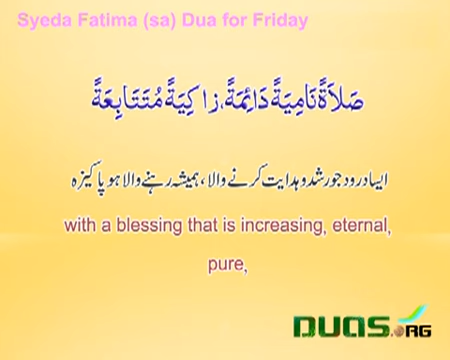 Syeda Fatima (sa) Dua for Friday
صَلاَةً نَامِيَةً دَائِمَةً، زَاكِيَةً مُتَتَابِعَةً
ایسا درود جو رشد و ہدایت کرنے والا، ہمیشہ رہنے والا ہو پاکیزہ
with a blessing that is increasing, eternal,
pure,
DUAS.ORG